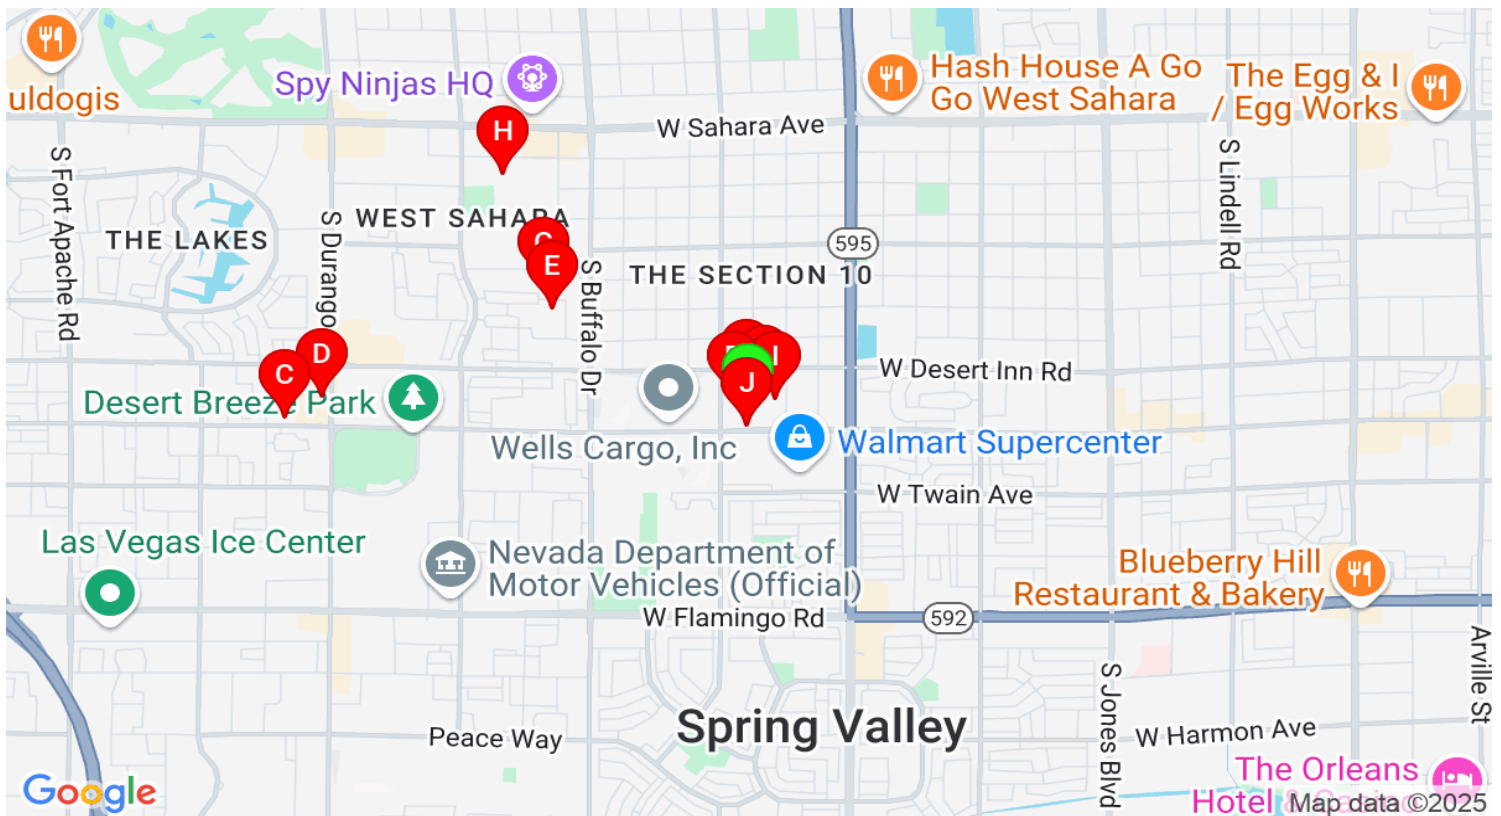 uldogis
Spy Ninjas HQ
Hash House A Go
Go West Sahara
The Egg & I
/ Egg Works
H
W Sahara Ave
S Fort Apache Rd
S Durango
WEST SAHARA
THE LAKES
S Lindell Rd
595
E
S Buffalo Dr
THE SECTION 10
D
C
I
J
W Desert Inn Rd
Desert Breeze Park
Wells Cargo, Inc
Walmart Supercenter
W Twain Ave
Las Vegas Ice Center
Nevada Department of
Motor Vehicles (Official)
Blueberry Hill
Restaurant & Bakery
W Flamingo Rd
592
Arville St
S Jones Blvd
Spring Valley
Peace Way
W Harmon Ave
The Orleans
Hotel & Casino
Google
Map data ©2025